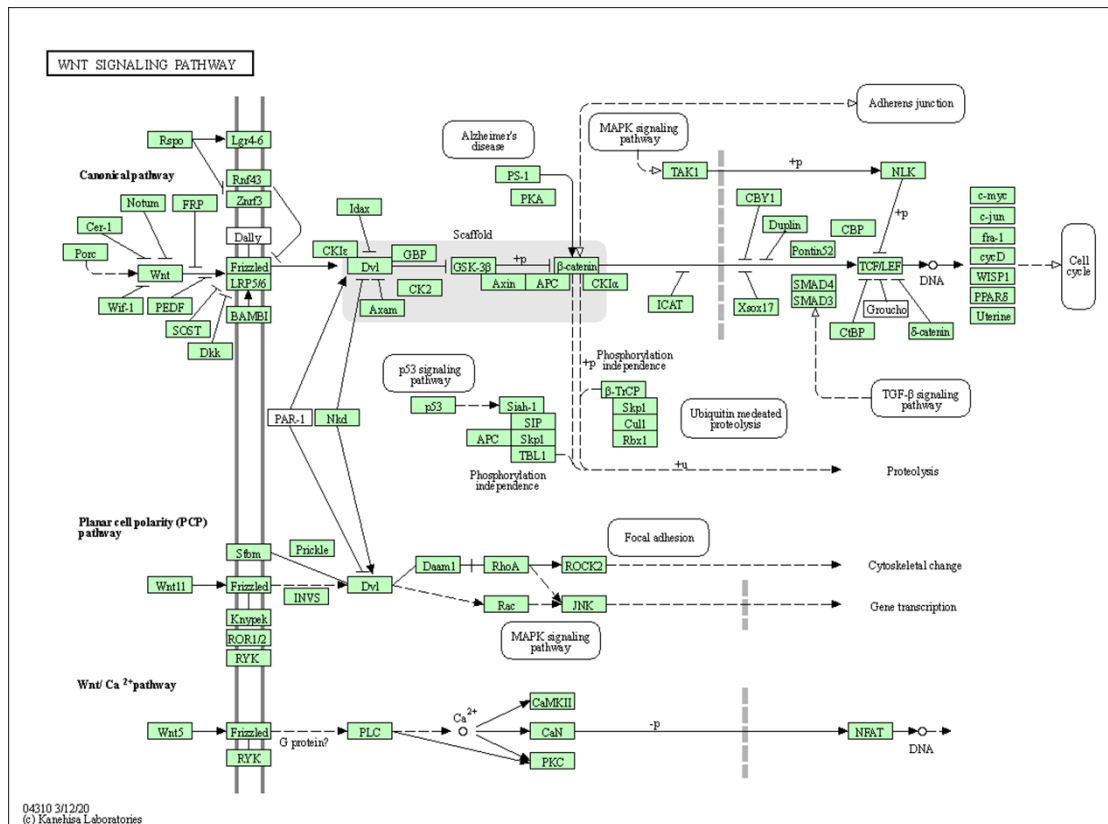 WNT SIGNALING PATHWAY
Rspo
Lgr4-6
Rnf43
Znrf3
Canonical pathway
Notum
FRP
Cer-1
Porc
Wnt
Wif-1
PEDF
SOST
Dkk
Dally
Frizzled
LRP5/6
BAMBI
Idax
CKIε
Dvl
GBP
CK2
Axam
Scaffold
Alzheimer's
disease
PS-1
PKA
GSK-3β
+p
β-catenin
Axin
APC
CKIα
MAPK signaling
pathway
TAK1
+p
NLK
+p
Adherens junction
ICAT
CBY1
Duplin
Xsox17
Pontin52
CBP
TCF/LEF
SMAD4
SMAD3
Groucho
CtBP
δ-catenin
DNA
c-myc
c-jun
fra-1
cycD
WISP1
PPARδ
Uterine
Cell
cycle
TGF-β signaling
pathway
PAR-1
Nkd
p53 signaling
pathway
p53
Siah-1
SIP
APC
Skp1
TBL1
Phosphorylation
independence
+p
Phosphorylation
independence
β-TrCP
Skp1
Cul1
Rbx1
Ubiquitin medeated
proteolysis
+u
Proteolysis
Planar cell polarity (PCP)
pathway
Stbm
Prickle
Wnt11
Frizzled
INVS
Knypek
ROR1/2
RYK
Dvl
Daam1
RhoA
ROCK2
Focal adhesion
Cytoskeletal change
Rac
JNK
Gene transcription
MAPK signaling
pathway
Wnt/ Ca 2+ pathway
Wnt5
Frizzled
RYK
G protein?
PLC
Ca2+
CaMKII
CaN
PKC
-p
NFAT
DNA
04310 3/12/20
(c) Kanehisa Laboratories